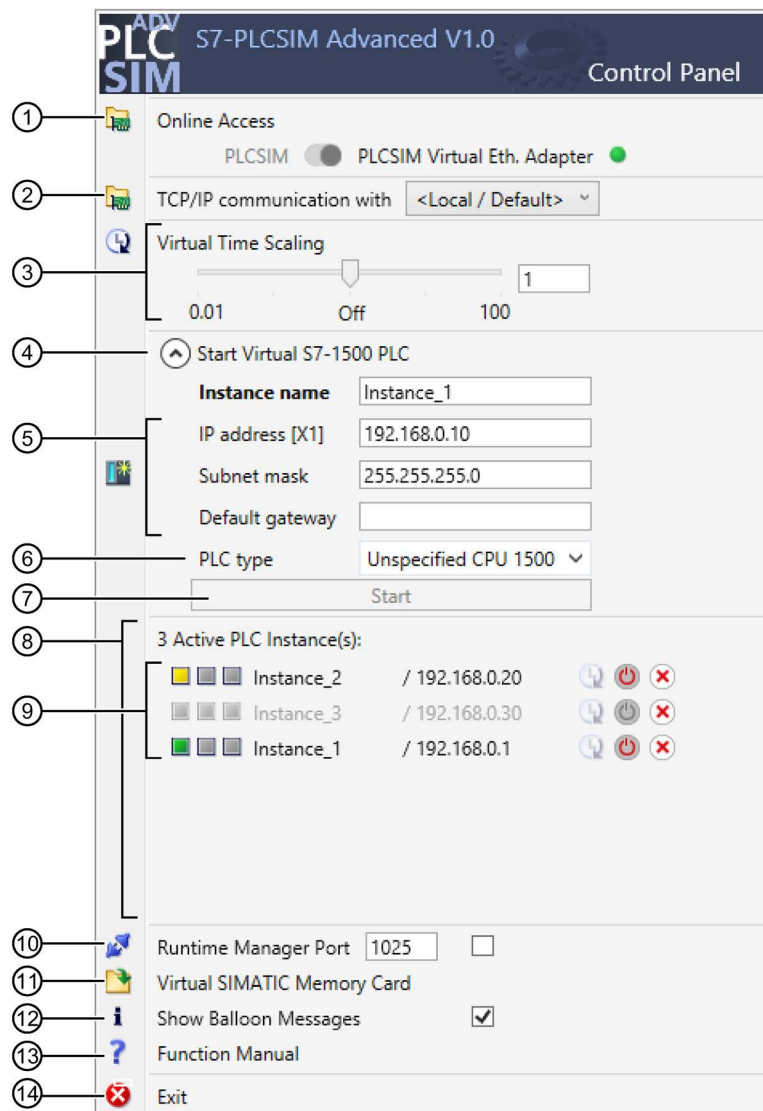 ADV
PLC
SIM
S7-PLCSIM Advanced V1.0
Control Panel
1
Online Access
PLCSIM PLCSIM Virtual Eth. Adapter
2
TCP/IP communication with <Local / Default>
3
Virtual Time Scaling
1
0.01 Off 100
4
Start Virtual S7-1500 PLC
Instance name Instance_1
5
IP address [X1] 192.168.0.10
Subnet mask 255.255.255.0
Default gateway
6
PLC type Unspecified CPU 1500
7
Start
8
3 Active PLC Instance(s):
9
Instance_2 / 192.168.0.20
Instance_3 / 192.168.0.30
Instance_1 / 192.168.0.1
10
Runtime Manager Port 1025
11
Virtual SIMATIC Memory Card
12
i Show Balloon Messages
13
? Function Manual
14
Exit